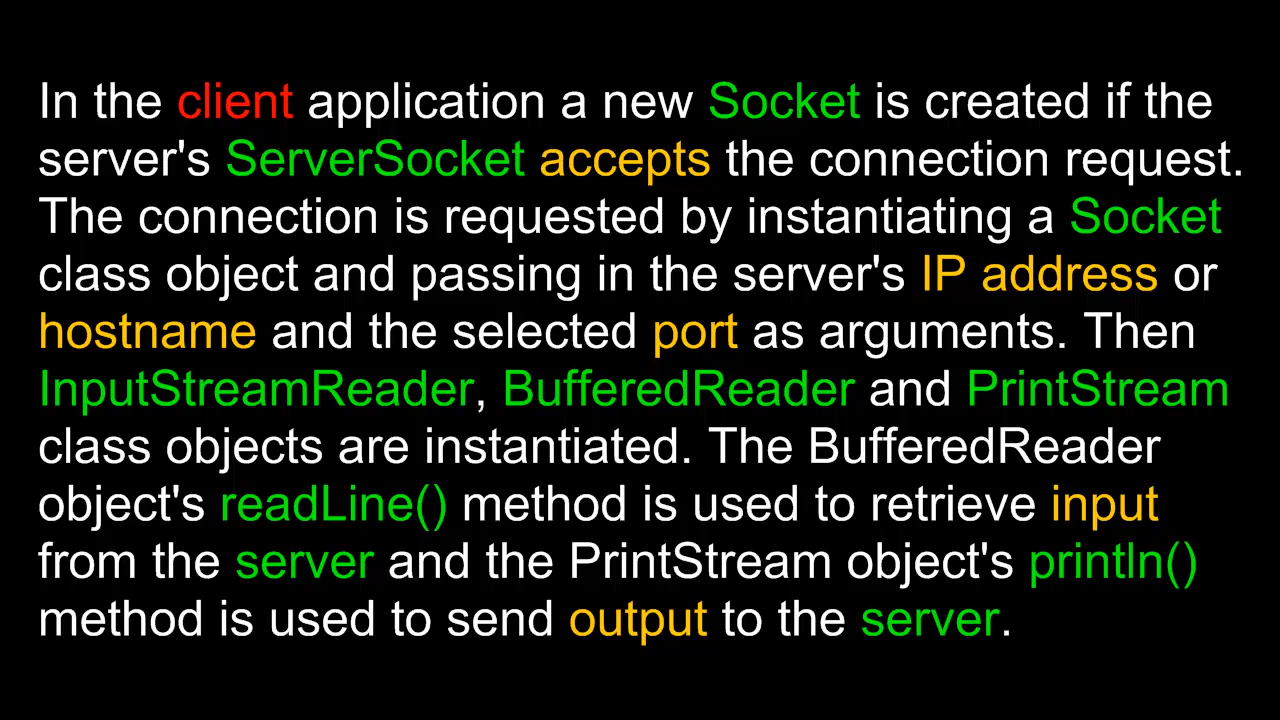 In the client application a new Socket is created if the
server's ServerSocket accepts the connection request.
The connection is requested by instantiating a Socket
class object and passing in the server's IP address or
hostname and the selected port as arguments. Then
InputStreamReader, BufferedReader and PrintStream
class objects are instantiated. The BufferedReader
object's readLine() method is used to retrieve input
from the server and the PrintStream object's println()
method is used to send output to the server.